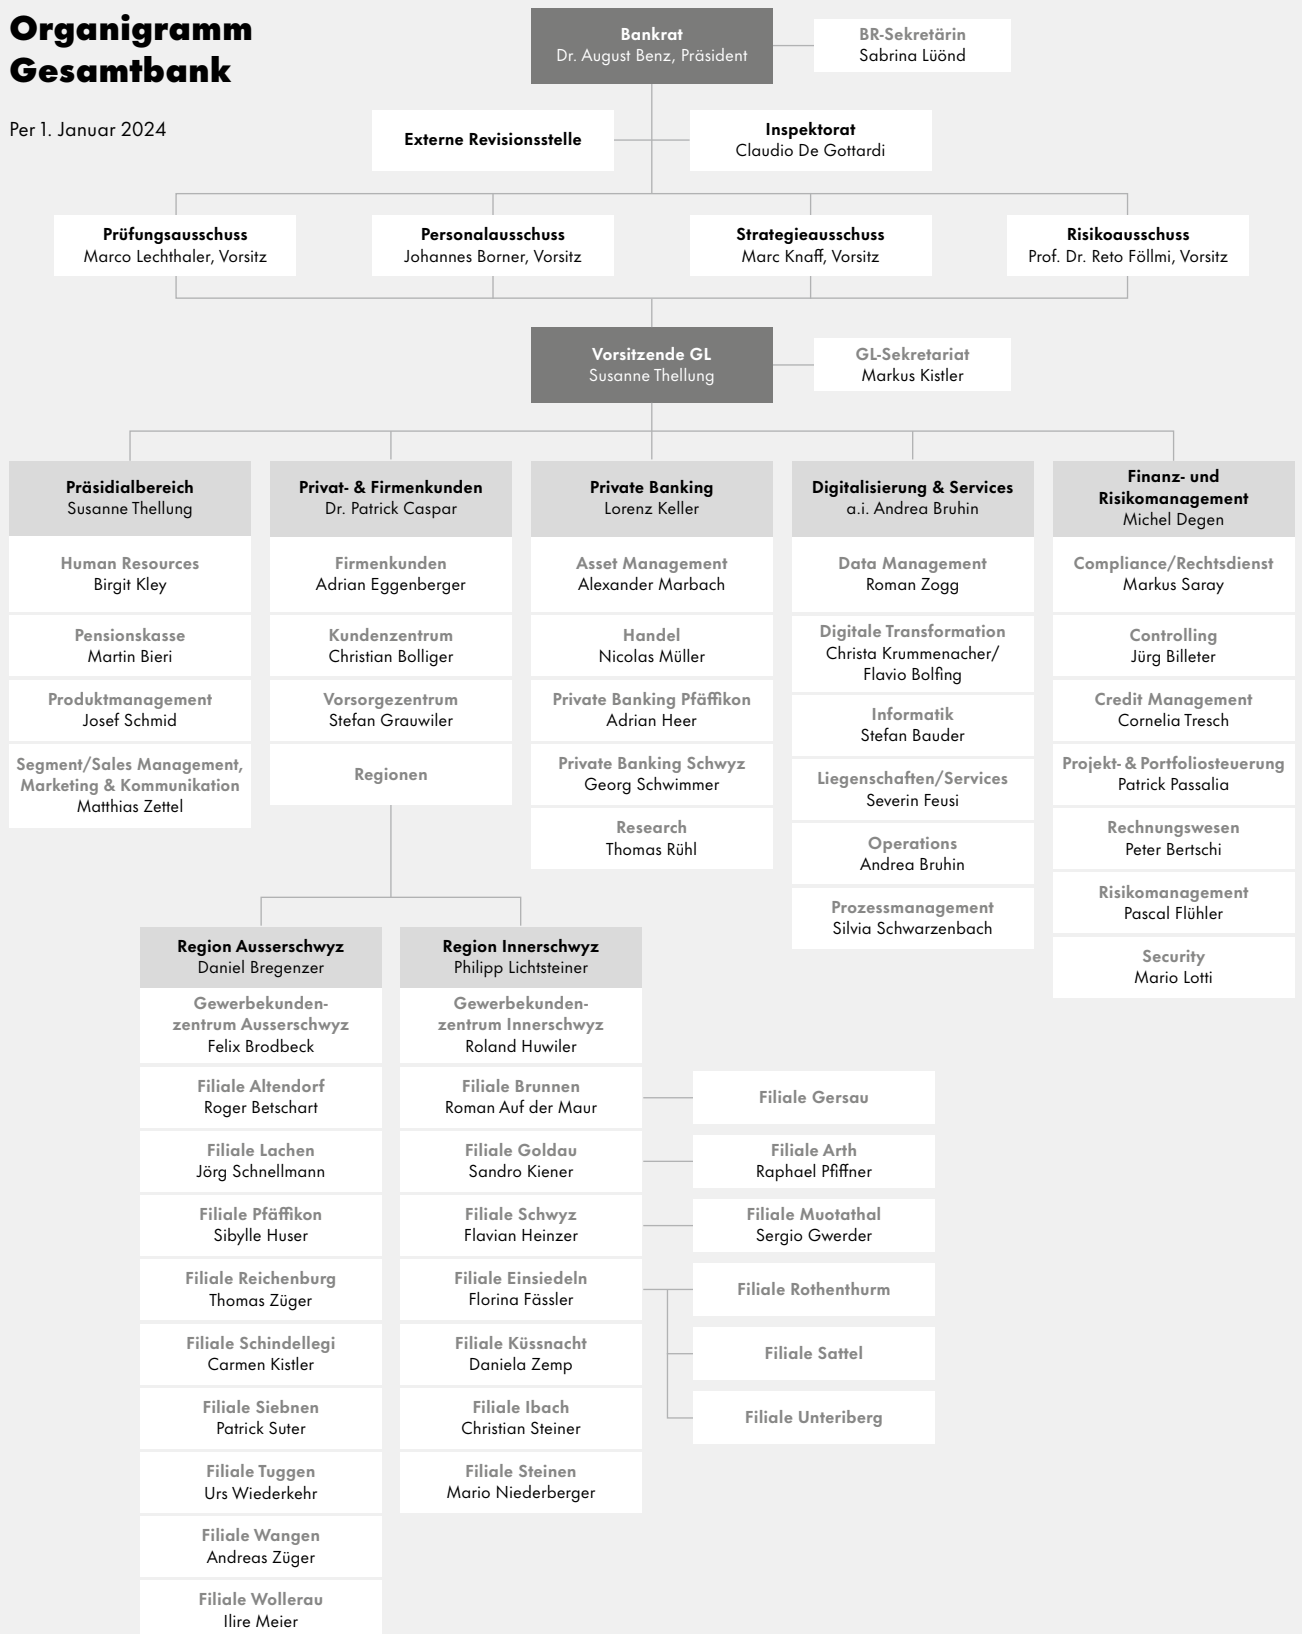 Organigramm
Gesamtbank
Per 1. Januar 2024
Bankrat
Dr. August Benz, Präsident
BR-Sekretärin
Sabrina Lüönd
Externe Revisionsstelle
Inspektorat
Claudio De Gottardi
Prüfungsausschuss
Marco Lechthaler, Vorsitz
Personalausschuss
Johannes Borner, Vorsitz
Strategieausschuss
Marc Knaff, Vorsitz
Risikoausschuss
Prof. Dr. Reto Föllmi, Vorsitz
Vorsitzende GL
Susanne Thellung
GL-Sekretariat
Markus Kistler
Präsidialbereich
Susanne Thellung
Human Resources
Birgit Kley
Pensionskasse
Martin Bieri
Produktmanagement
Josef Schmid
Segment/Sales Management,
Marketing & Kommunikation
Matthias Zettel
Privat- & Firmenkunden
Dr. Patrick Caspar
Firmenkunden
Adrian Eggenberger
Kundenzentrum
Christian Bolliger
Vorsorgezentrum
Stefan Grauwiler
Regionen
Private Banking
Lorenz Keller
Asset Management
Alexander Marbach
Handel
Nicolas Müller
Private Banking Pfäffikon
Adrian Heer
Private Banking Schwyz
Georg Schwimmer
Research
Thomas Rühl
Digitalisierung & Services
a.i. Andrea Bruhin
Data Management
Roman Zogg
Digitale Transformation
Christa Krummenacher/
Flavio Bolfing
Informatik
Stefan Bauder
Liegenschaften/Services
Severin Feusi
Operations
Andrea Bruhin
Prozessmanagement
Silvia Schwarzenbach
Finanz- und
Risikomanagement
Michel Degen
Compliance/Rechtsdienst
Markus Saray
Controlling
Jürg Billeter
Credit Management
Cornelia Tresch
Projekt- & Portfoliosteuerung
Patrick Passalia
Rechnungswesen
Peter Bertschi
Risikomanagement
Pascal Flühler
Security
Mario Lotti
Region Ausserschwyz
Daniel Bregenzer
Gewerbekunden-
zentrum Ausserschwyz
Felix Brodbeck
Filiale Altendorf
Roger Betschart
Filiale Lachen
Jörg Schnellmann
Filiale Pfäffikon
Sibylle Huser
Filiale Reichenburg
Thomas Züger
Filiale Schindellegi
Carmen Kistler
Filiale Siebnen
Patrick Suter
Filiale Tuggen
Urs Wiederkehr
Filiale Wangen
Andreas Züger
Filiale Wollerau
Ilire Meier
Region Innerschwyz
Philipp Lichtsteiner
Gewerbekunden-
zentrum Innerschwyz
Roland Huwiler
Filiale Brunnen
Roman Auf der Maur
Filiale Goldau
Sandro Kiener
Filiale Schwyz
Flavian Heinzer
Filiale Einsiedeln
Florina Fässler
Filiale Küssnacht
Daniela Zemp
Filiale Ibach
Christian Steiner
Filiale Steinen
Mario Niederberger
Filiale Gersau
Filiale Arth
Raphael Pfiffner
Filiale Muotathal
Sergio Gwerder
Filiale Rothenthurm
Filiale Sattel
Filiale Unteriberg